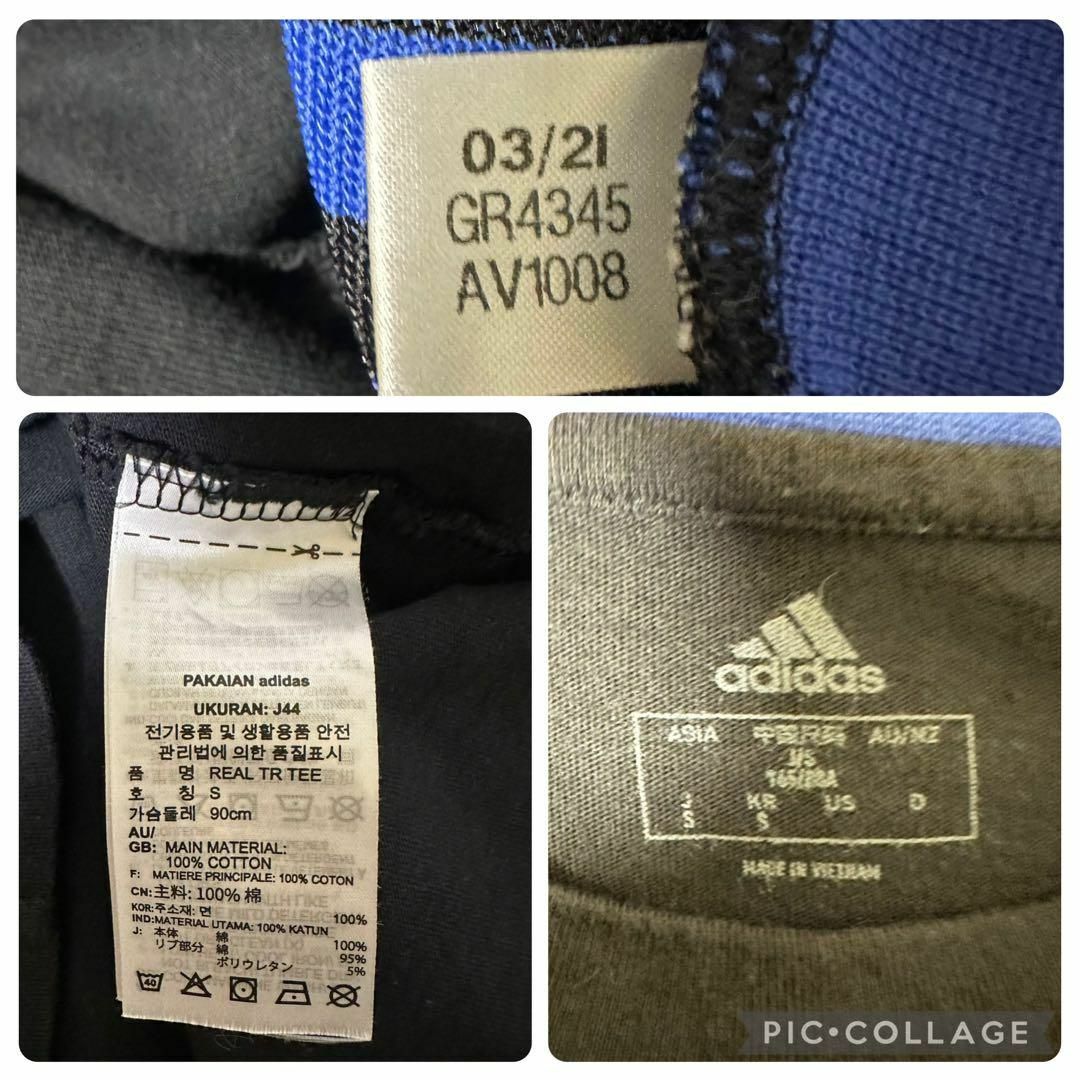 03/21
GR4345
AV1008
PAKAIAN adidas
UKURAN: J44
전기용품 및 생활용품 안전
관리법에 의한 품질표시
품 명 REAL TR TEE
호 칭 S
가슴둘레 90cm
AU/
GB: MAIN MATERIAL:
100% COTTON
F: MATIERE PRINCIPALE: 100% COTON
CN: 主料: 100% 棉
KOR: 주소재: 면 100%
IND: MATERIAL UTAMA: 100% KATUN
J: 本体 綿 100%
リブ部分 綿 95%
ポリウレタン 5%
40
adidas
ASIA AU/NZ
J/S
J KR US D
S S
MADE IN VIETNAM
PIC•COLLAGE